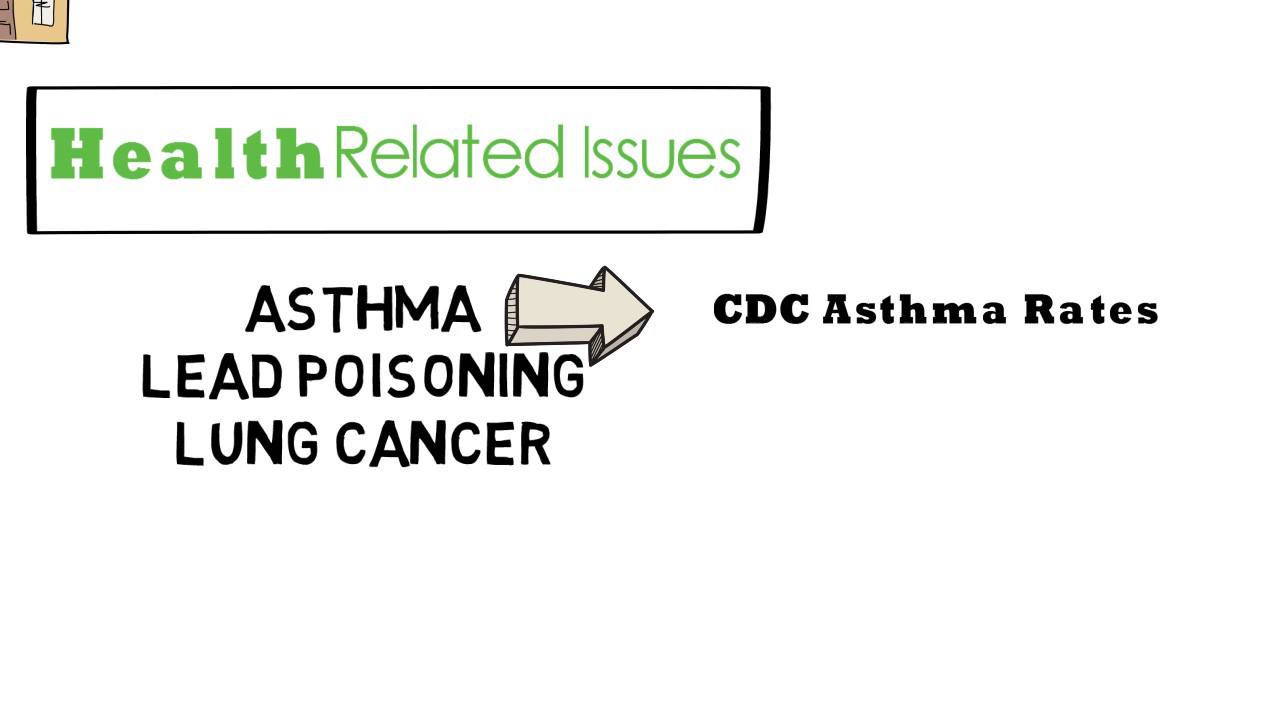 Health Related Issues
ASTHMA
CDC Asthma Rates
LEAD POISONING
LUNG CANCER